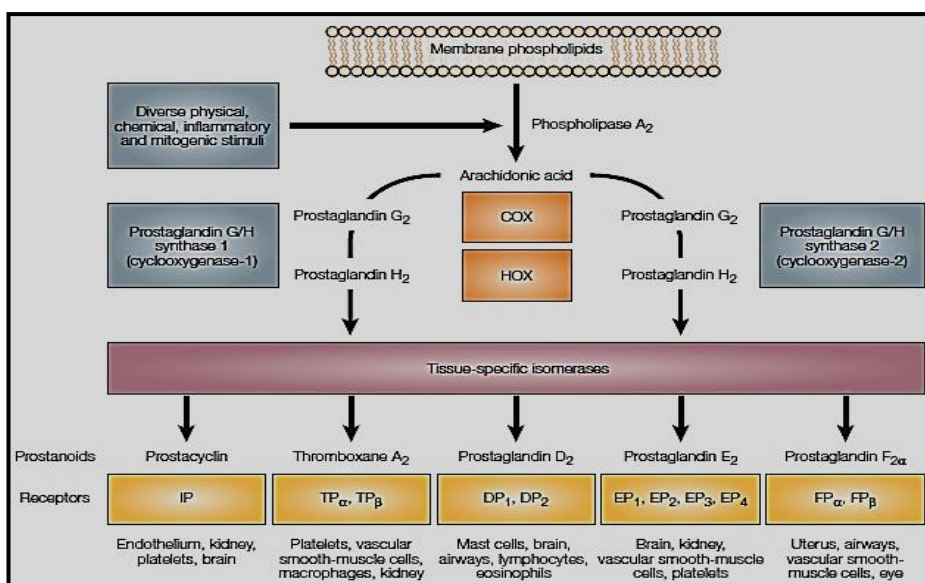 Membrane phospholipids
Diverse physical,
chemical, inflammatory
and mitogenic stimuli
Phospholipase A₂
Arachidonic acid
Prostaglandin G/H
synthase 1
(cyclooxygenase-1)
Prostaglandin G₂
Prostaglandin H₂
COX
HOX
Prostaglandin G₂
Prostaglandin H₂
Prostaglandin G/H
synthase 2
(cyclooxygenase-2)
Tissue-specific isomerases
Prostanoids Prostacyclin Thromboxane A₂ Prostaglandin D₂ Prostaglandin E₂ Prostaglandin F₂α
Receptors IP TPα, TPβ DP₁, DP₂ EP₁, EP₂, EP₃, EP₄ FPα, FPβ
Endothelium, kidney,
platelets, brain
Platelets, vascular
smooth-muscle cells,
macrophages, kidney
Mast cells, brain,
airways, lymphocytes,
eosinophils
Brain, kidney,
vascular smooth-muscle
cells, platelets
Uterus, airways,
vascular smooth-
muscle cells, eye